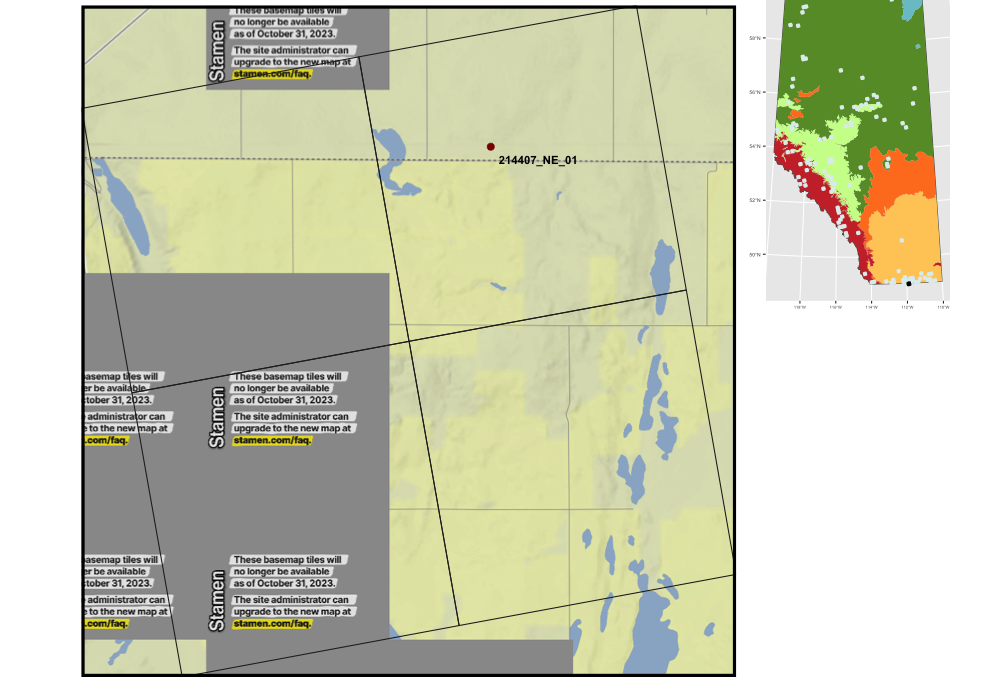 These basemap tiles will
no longer be available
as of October 31, 2023.
The site administrator can
upgrade to the new map at
stamen.com/faq.
Stamen
214407_NE_01
asemap tiles will
er be available
ctober 31, 2023.
administrator can
e to the new map at
.com/faq.
Stamen
These basemap tiles will
no longer be available
as of October 31, 2023.
The site administrator can
upgrade to the new map at
stamen.com/faq.
asemap tiles will
er be available
ctober 31, 2023.
administrator can
e to the new map at
.com/faq.
Stamen
These basemap tiles will
no longer be available
as of October 31, 2023.
The site administrator can
upgrade to the new map at
stamen.com/faq.
58°N
56°N
54°N
52°N
50°N
118°W
116°W
114°W
112°W
110°W